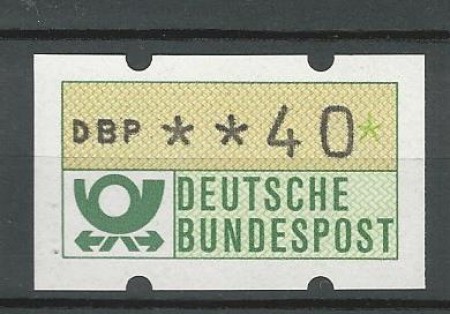 DBP **40*
DEUTSCHE
BUNDESPOST